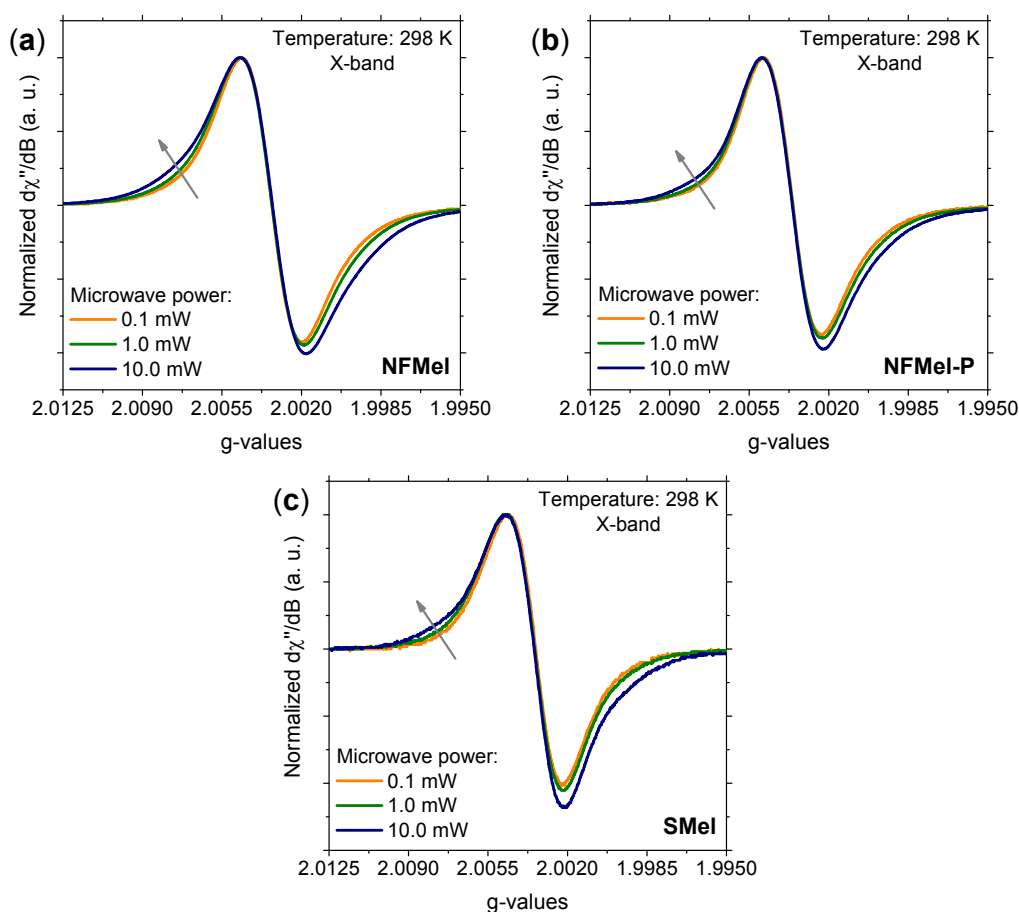 (a)
Temperature: 298 K
X-band
Normalized dχ"/dB (a. u.)
Microwave power:
0.1 mW
1.0 mW
10.0 mW
NFMel
2.0125 2.0090 2.0055 2.0020 1.9985 1.9950
g-values
(b)
Temperature: 298 K
X-band
Normalized dχ"/dB (a. u.)
Microwave power:
0.1 mW
1.0 mW
10.0 mW
NFMel-P
2.0125 2.0090 2.0055 2.0020 1.9985 1.9950
g-values
(c)
Temperature: 298 K
X-band
Normalized dχ"/dB (a. u.)
Microwave power:
0.1 mW
1.0 mW
10.0 mW
SMel
2.0125 2.0090 2.0055 2.0020 1.9985 1.9950
g-values